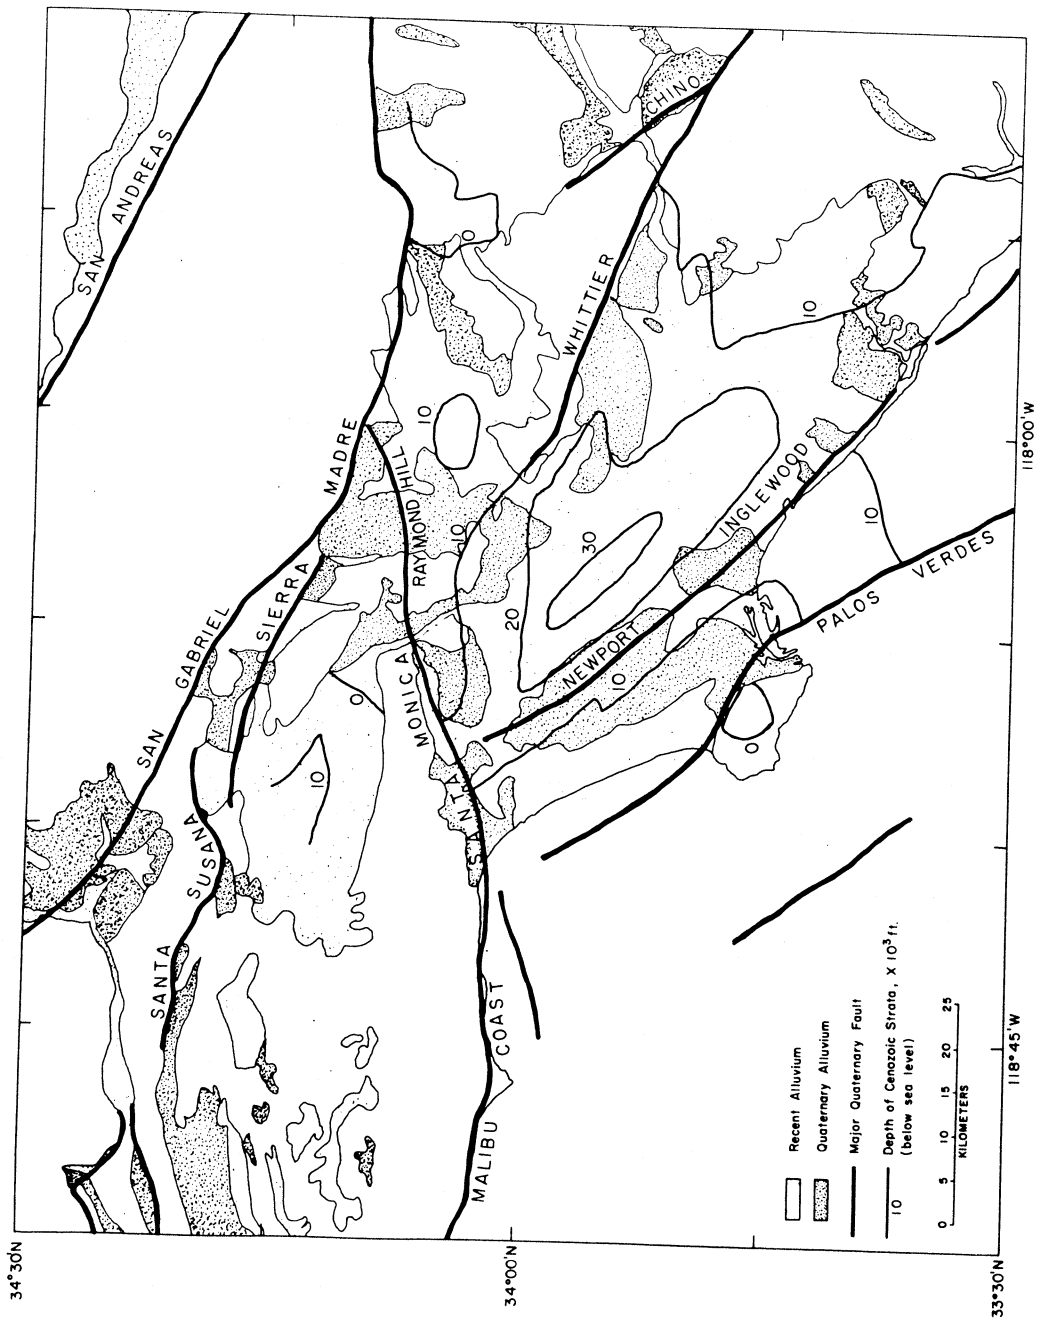 34°30'N
34°00'N
33°30'N
118°45'W
118°00'W
SAN ANDREAS
SAN GABRIEL
SIERRA MADRE
SANTA SUSANA
RAYMOND HILL
SANTA MONICA
MALIBU COAST
WHITTIER
CHINO
NEWPORT INGLEWOOD
PALOS VERDES
10
0
0
10
10
20
30
10
10
10
0
Recent Alluvium
Quaternary Alluvium
Major Quaternary Fault
10
Depth of Cenozoic Strata, X 10³ ft.
(below sea level)
0 5 10 15 20 25
KILOMETERS